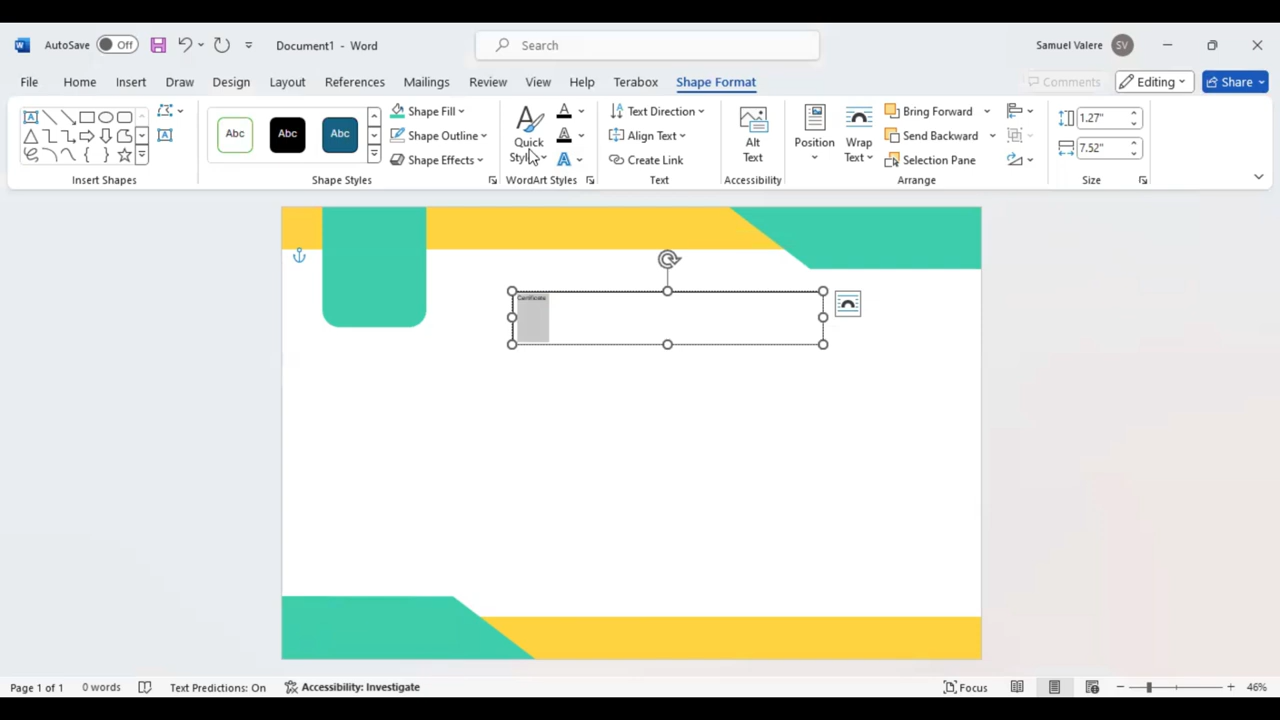 AutoSave Off Document1 - Word Search Samuel Valere SV
File Home Insert Draw Design Layout References Mailings Review View Help Terabox Shape Format Comments Editing Share
Abc Abc Abc
Shape Fill
Shape Outline
Shape Effects
Quick
Styles
Text Direction
Align Text
Create Link
Alt
Text
Position
Wrap
Text
Bring Forward
Send Backward
Selection Pane
1.27"
7.52"
Insert Shapes Shape Styles WordArt Styles Text Accessibility Arrange Size
Certificate
Page 1 of 1 0 words Text Predictions: On Accessibility: Investigate Focus 46%